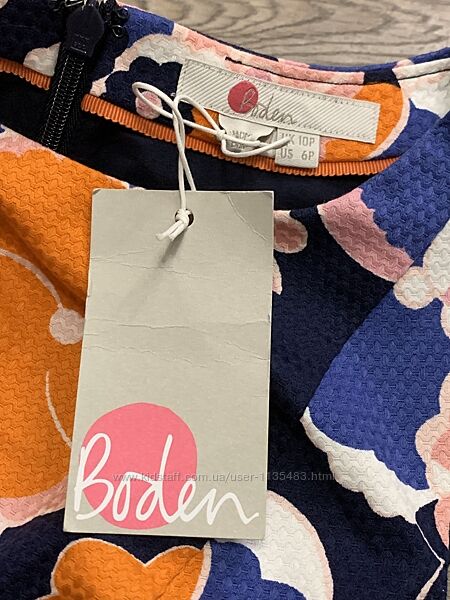 Boden
UK 10P
US 6P
www.kidstaff.com.ua/user-1135483.html
Boden